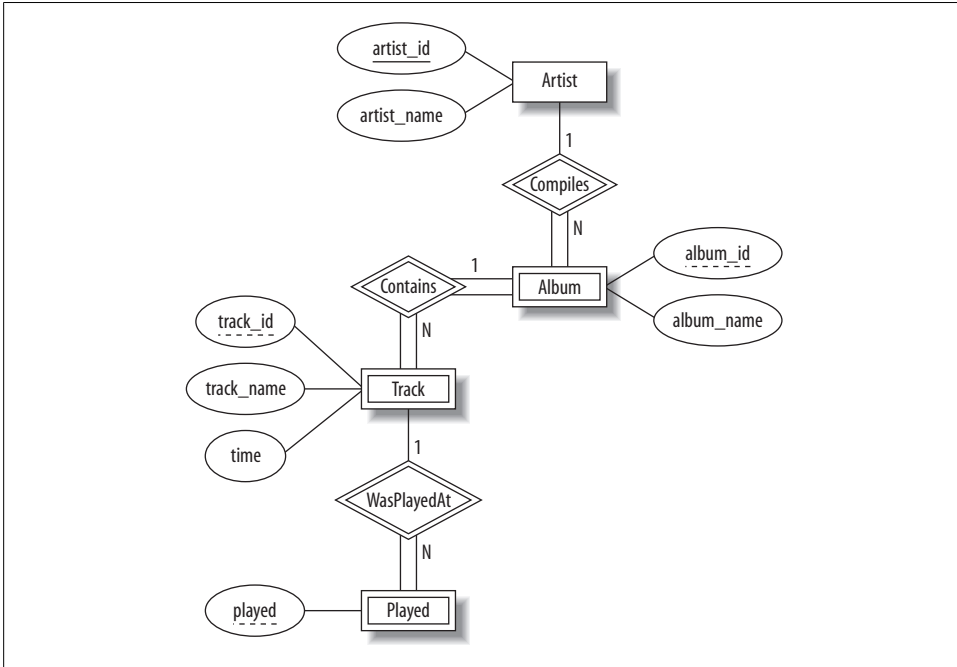 artist_id
Artist
artist_name
1
Compiles
N
album_id
1
Contains
Album
track_id
N
album_name
track_name
Track
time
1
WasPlayedAt
N
played
Played